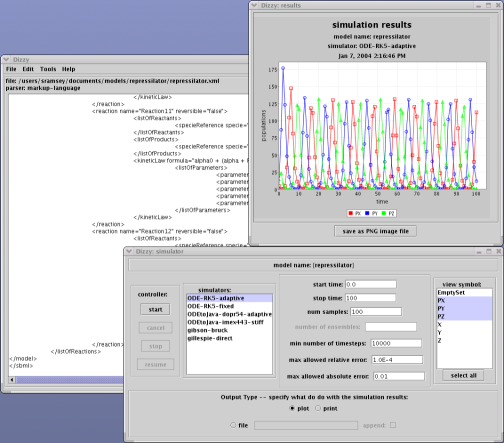 Dizzy: results
simulation results
model name: repressilator
simulator: ODE-RK5-adaptive
Jan 7, 2004 2:16:46 PM
populations
175
150
125
100
75
50
25
0
0 10 20 30 40 50 60 70 80 90 100
time
PX PY PZ
save as PNG image file
Dizzy
File Edit Tools Help
file: /users/sramsey/documents/models/repressilator/repressilator.xml
parser: markup-language
</kineticLaw>
</reaction>
<reaction name="Reaction11" reversible="false">
<listOfReactants>
<specieReference specie="
</listOfReactants>
<listOfProducts>
<specieReference specie="
</listOfProducts>
<kineticLaw formula="alpha0 + (alpha + P
<listOfParameters>
<parameter
<parameter
<parameter
<parameter
</listOfParameters>
</kineticLaw>
</reaction>
<reaction name="Reaction12" reversible="false">
<listOfReactants>
<specieReference specie="
</reaction>
</listOfReactions>
</model>
</sbml>
Dizzy: simulator
model name: [repressilator]
controller:
start
cancel
stop
resume
simulators:
ODE-RK5-adaptive
ODE-RK5-fixed
ODEtoJava-dopr54-adaptive
ODEtoJava-imex443-stiff
gibson-bruck
gillespie-direct
start time: 0.0
stop time: 100
num samples: 100
number of ensembles:
min number of timesteps: 10000
max allowed relative error: 1.0E-4
max allowed absolute error: 0.01
view symbol:
EmptySet
PX
PY
PZ
X
Y
Z
select all
Output Type -- specify what do do with the simulation results:
plot print
file append: